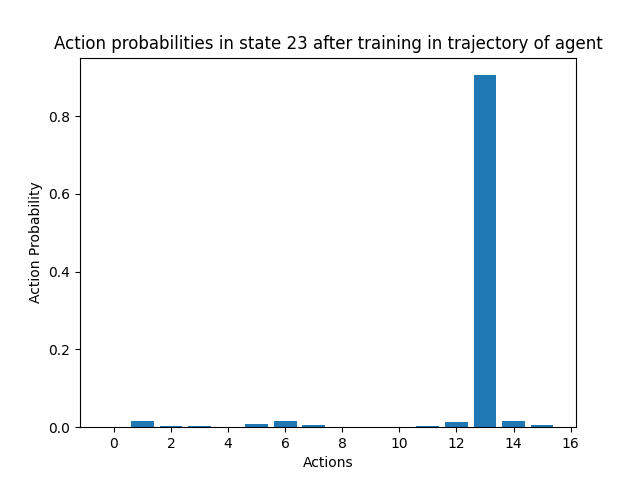 Action probabilities in state 23 after training in trajectory of agent
Action Probability
0.8
0.6
0.4
0.2
0.0
0 2 4 6 8 10 12 14 16
Actions